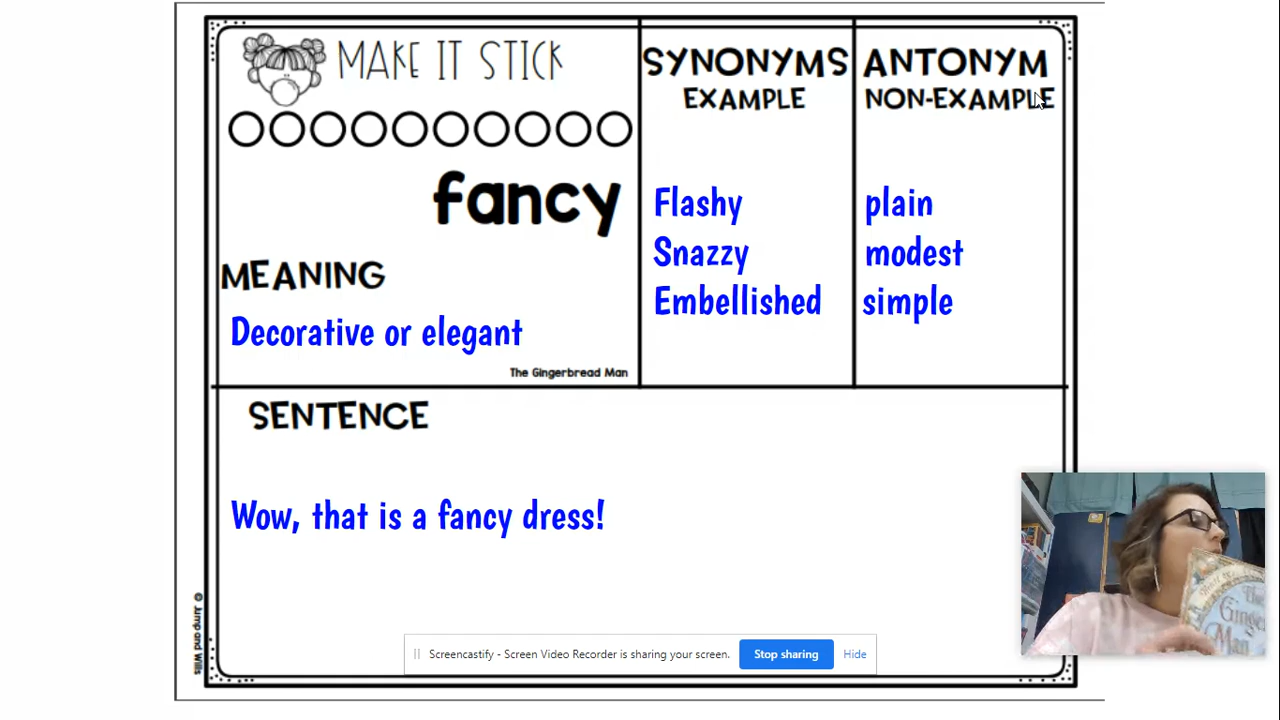 MAKE IT STICK
fancy
MEANING
Decorative or elegant
The Gingerbread Man
SYNONYMS
EXAMPLE
Flashy
Snazzy
Embellished
ANTONYM
NON-EXAMPLE
plain
modest
simple
SENTENCE
Wow, that is a fancy dress!
© Jump and Wills
Screencastify - Screen Video Recorder is sharing your screen.
Stop sharing
Hide
The
Man